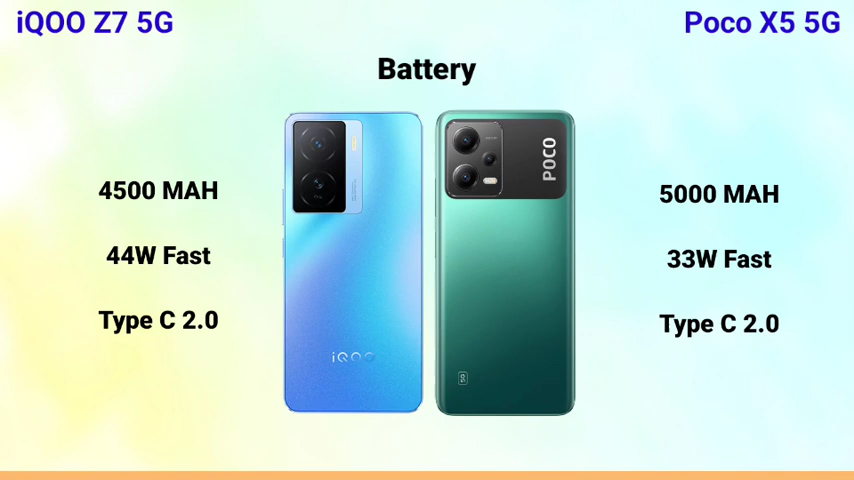 iQOO Z7 5G
Poco X5 5G
Battery
4500 MAH
44W Fast
Type C 2.0
iQOO
POCO
5G
5000 MAH
33W Fast
Type C 2.0